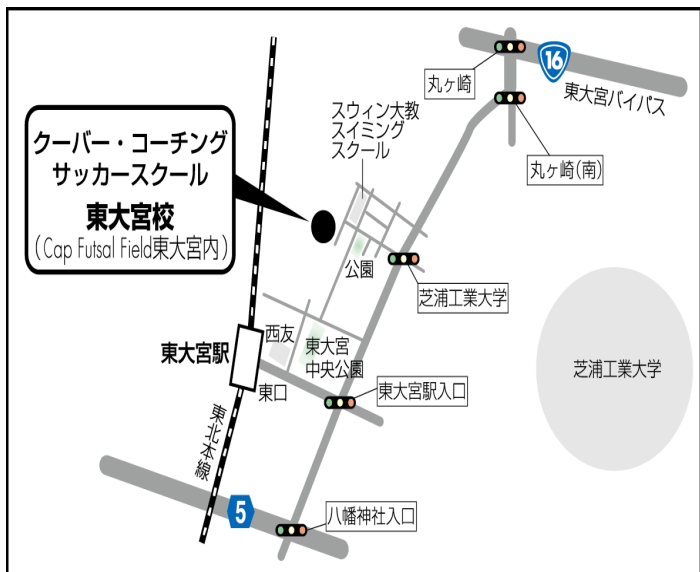 丸ヶ崎
16
東大宮バイパス
スウィン大教
スイミング
スクール
丸ヶ崎(南)
クーバー・コーチング
サッカースクール
東大宮校
(Cap Futsal Field東大宮内)
公園
芝浦工業大学
西友
東大宮
中央公園
東大宮駅
東口
東大宮駅入口
芝浦工業大学
東北本線
5
八幡神社入口